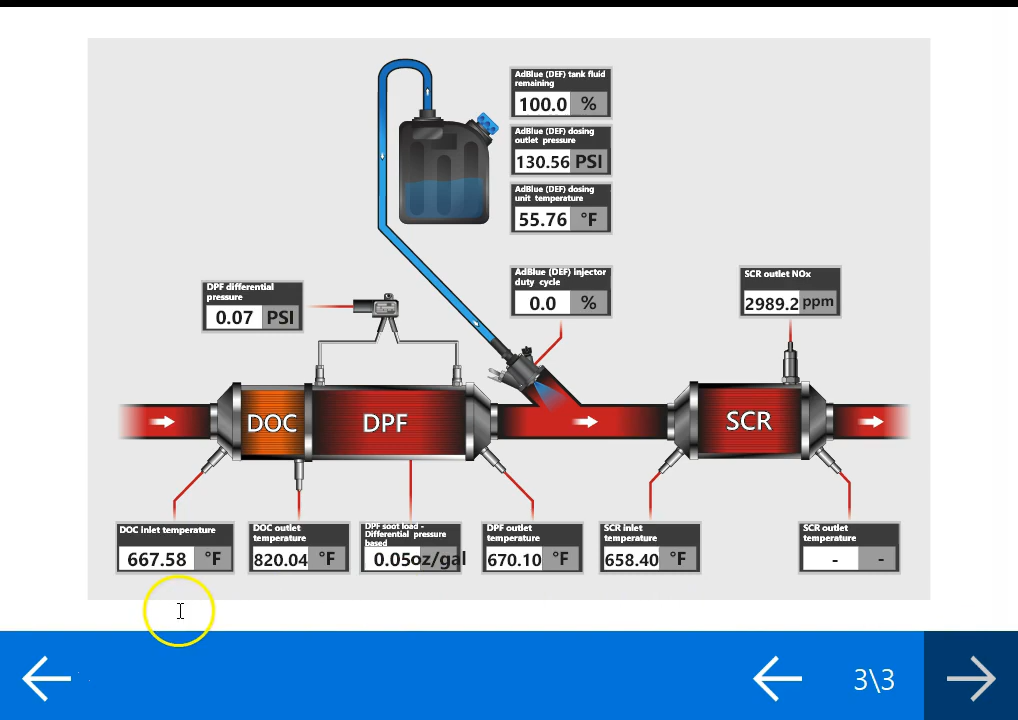 AdBlue (DEF) tank fluid
remaining
100.0 %
AdBlue (DEF) dosing
outlet pressure
130.56 PSI
AdBlue (DEF) dosing
unit temperature
55.76 °F
DPF differential
pressure
0.07 PSI
AdBlue (DEF) injector
duty cycle
0.0 %
SCR outlet NOx
2989.2 ppm
DOC
DPF
SCR
DOC inlet temperature
667.58 °F
DOC outlet
temperature
820.04 °F
DPF soot load -
Differential pressure
based
0.05oz/gal
DPF outlet
temperature
670.10 °F
SCR inlet
temperature
658.40 °F
SCR outlet
temperature
- -
3\3